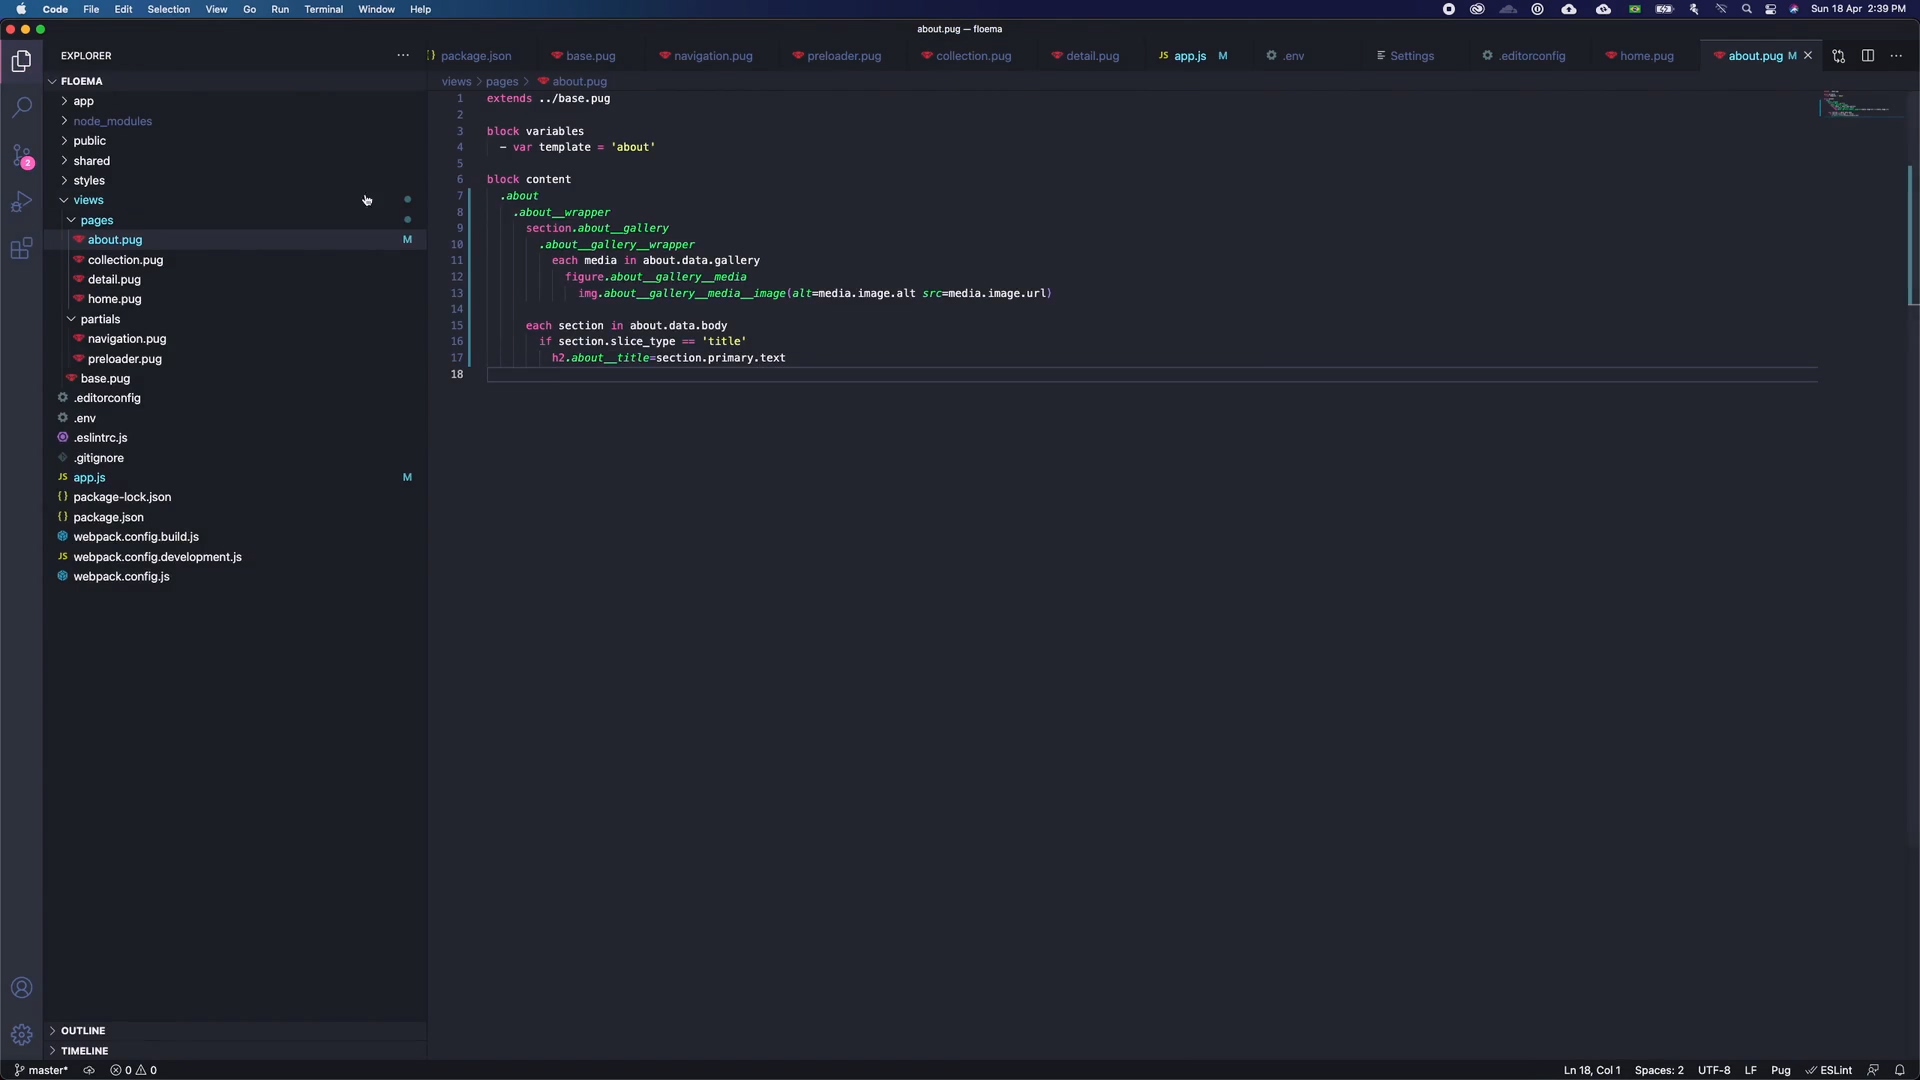 Code File Edit Selection View Go Run Terminal Window Help Sun 18 Apr 2:39 PM
about.pug — floema
EXPLORER
package.json base.pug navigation.pug preloader.pug collection.pug detail.pug JS app.js M .env Settings .editorconfig home.pug about.pug M
FLOEMA
views > pages > about.pug
app
node_modules
public
shared
styles
views
pages
about.pug M
collection.pug
detail.pug
home.pug
partials
navigation.pug
preloader.pug
base.pug
.editorconfig
.env
.eslintrc.js
.gitignore
JS app.js M
{} package-lock.json
{} package.json
webpack.config.build.js
JS webpack.config.development.js
webpack.config.js
2
OUTLINE
TIMELINE
1 extends ../base.pug
2
3 block variables
4 - var template = 'about'
5
6 block content
7 .about
8 .about__wrapper
9 section.about__gallery
10 .about__gallery__wrapper
11 each media in about.data.gallery
12 figure.about__gallery__media
13 img.about__gallery__media__image(alt=media.image.alt src=media.image.url)
14
15 each section in about.data.body
16 if section.slice_type == 'title'
17 h2.about__title=section.primary.text
18
master* 0 0 Ln 18, Col 1 Spaces: 2 UTF-8 LF Pug ESLint